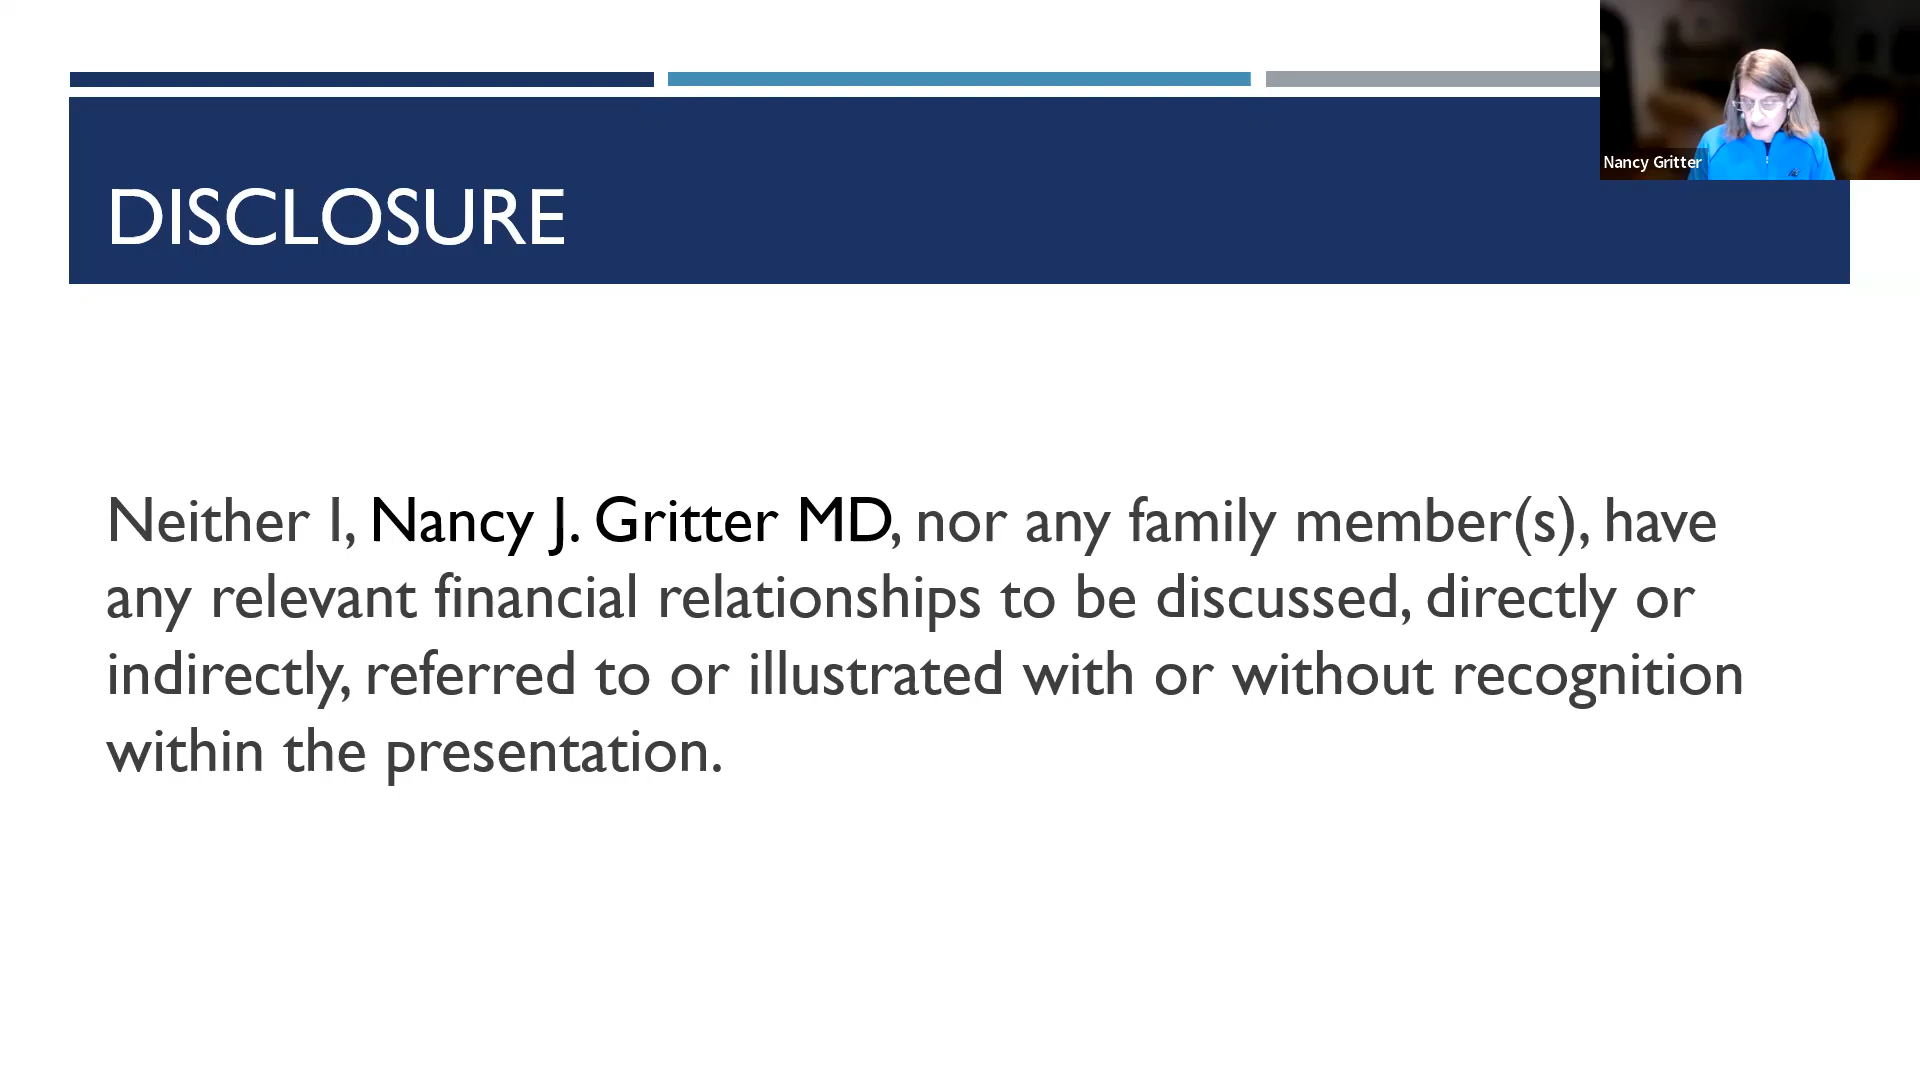 Nancy Gritter
DISCLOSURE
Neither I, Nancy J. Gritter MD, nor any family member(s), have
any relevant financial relationships to be discussed, directly or
indirectly, referred to or illustrated with or without recognition
within the presentation.